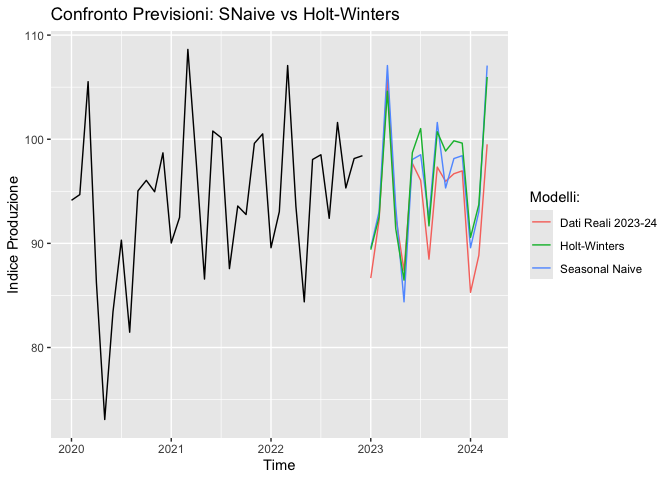 Confronto Previsioni: SNaive vs Holt-Winters
110
100
90
80
Indice Produzione
2020
2021
2022
2023
2024
Time
Modelli:
Dati Reali 2023-24
Holt-Winters
Seasonal Naive